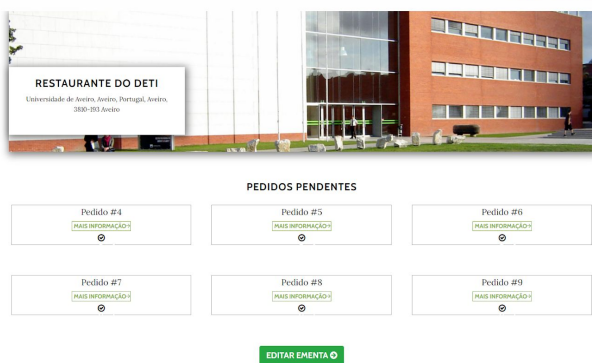 RESTAURANTE DO DETI
Universidade de Aveiro, Aveiro, Portugal, Aveiro,
3810-193 Aveiro
PEDIDOS PENDENTES
Pedido #4
MAIS INFORMAÇÃO
Pedido #5
MAIS INFORMAÇÃO
Pedido #6
MAIS INFORMAÇÃO
Pedido #7
MAIS INFORMAÇÃO
Pedido #8
MAIS INFORMAÇÃO
Pedido #9
MAIS INFORMAÇÃO
EDITAR EMENTA